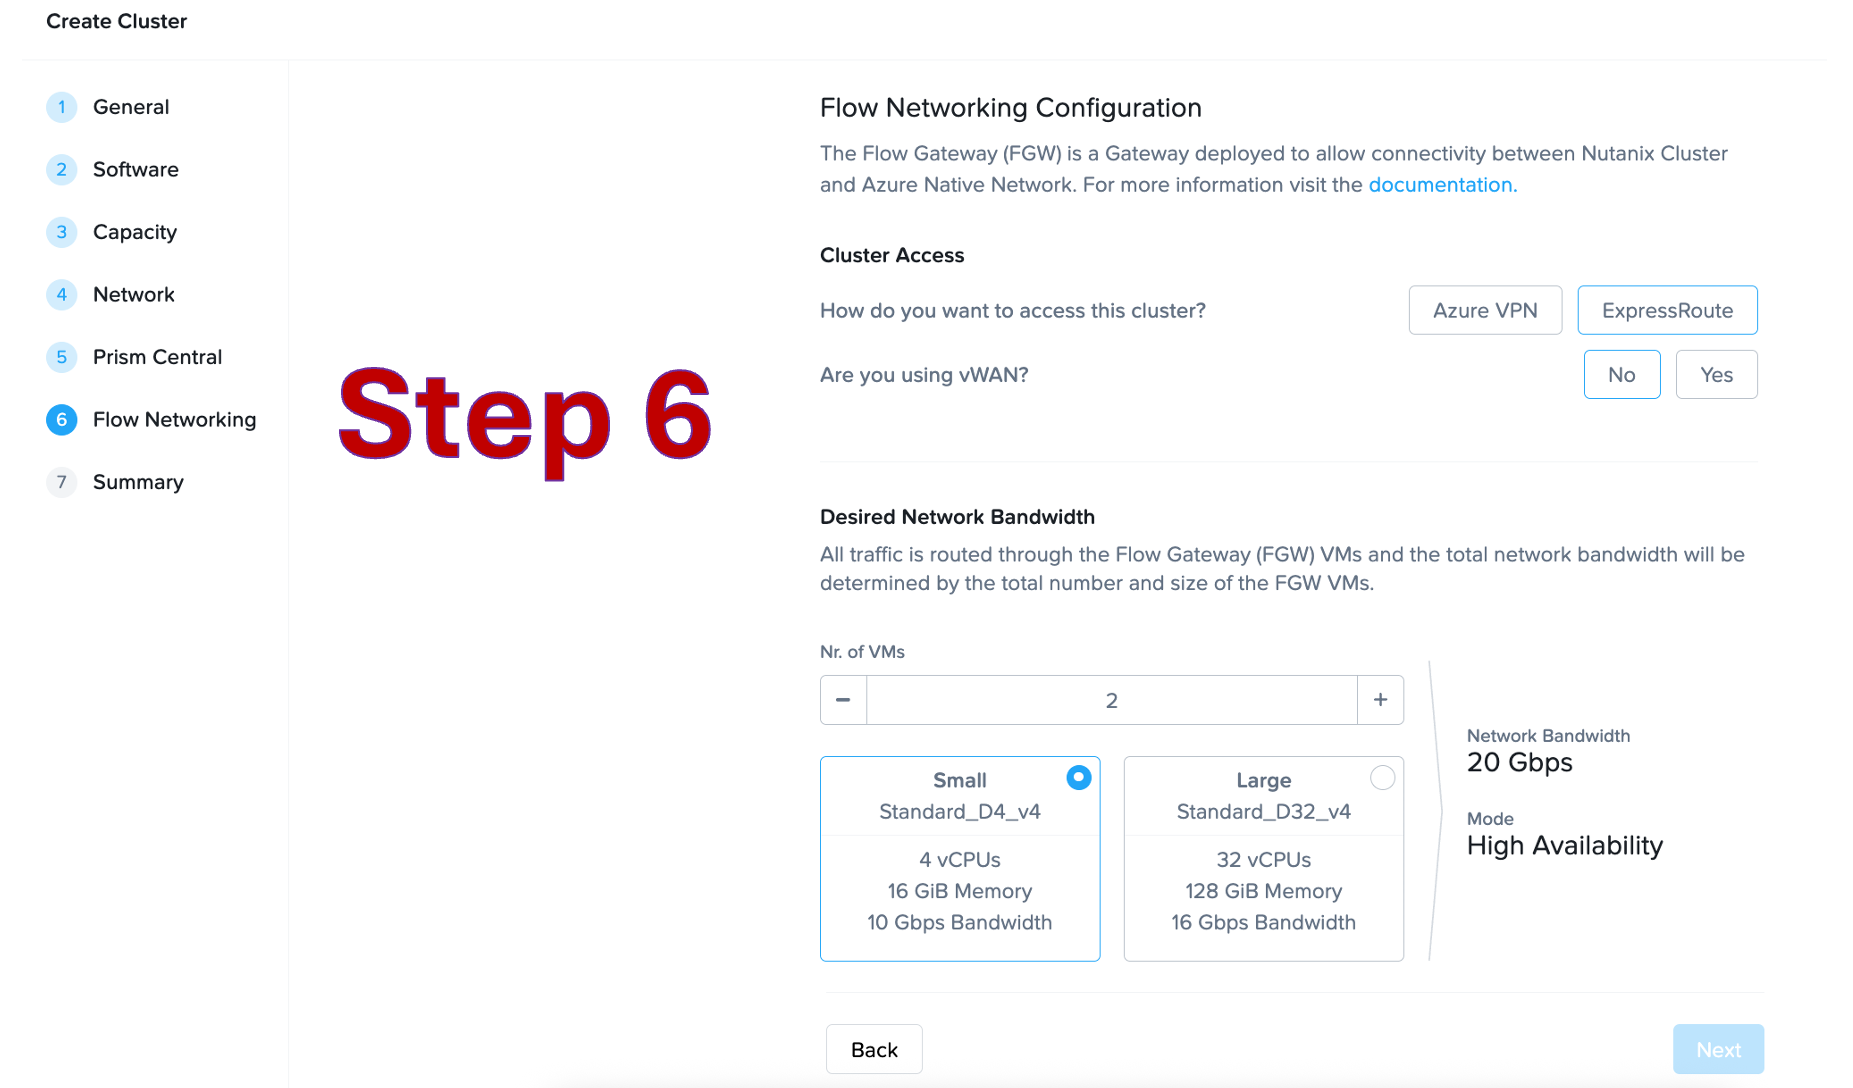 Create Cluster
1 General
2 Software
3 Capacity
4 Network
5 Prism Central
6 Flow Networking
7 Summary
Step 6
Flow Networking Configuration
The Flow Gateway (FGW) is a Gateway deployed to allow connectivity between Nutanix Cluster
and Azure Native Network. For more information visit the documentation.
Cluster Access
How do you want to access this cluster? Azure VPN ExpressRoute
Are you using vWAN? No Yes
Desired Network Bandwidth
All traffic is routed through the Flow Gateway (FGW) VMs and the total network bandwidth will be
determined by the total number and size of the FGW VMs.
Nr. of VMs
− 2 +
Small
Standard_D4_v4
4 vCPUs
16 GiB Memory
10 Gbps Bandwidth
Large
Standard_D32_v4
32 vCPUs
128 GiB Memory
16 Gbps Bandwidth
Network Bandwidth
20 Gbps
Mode
High Availability
Back Next